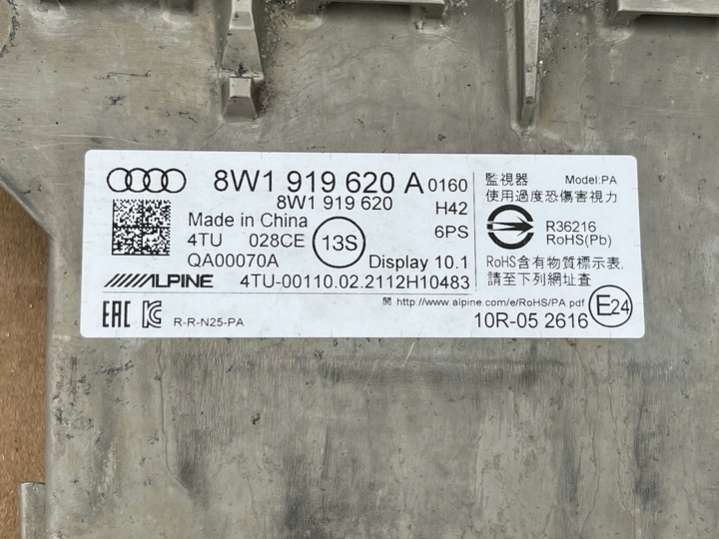 8W1 919 620 A 0160
8W1 919 620 H42
Made in China 6PS
4TU 028CE 13S
QA00070A Display 10.1
ALPINE 4TU-00110.02.2112H10483
EAC R-R-N25-PA
監視器 Model:PA
使用過度恐傷害視力
R36216
RoHS(Pb)
RoHS含有物質標示表.
請至下列網址查
閱 http://www.alpine.com/e/RoHS/PA pdf
10R-05 2616 E24